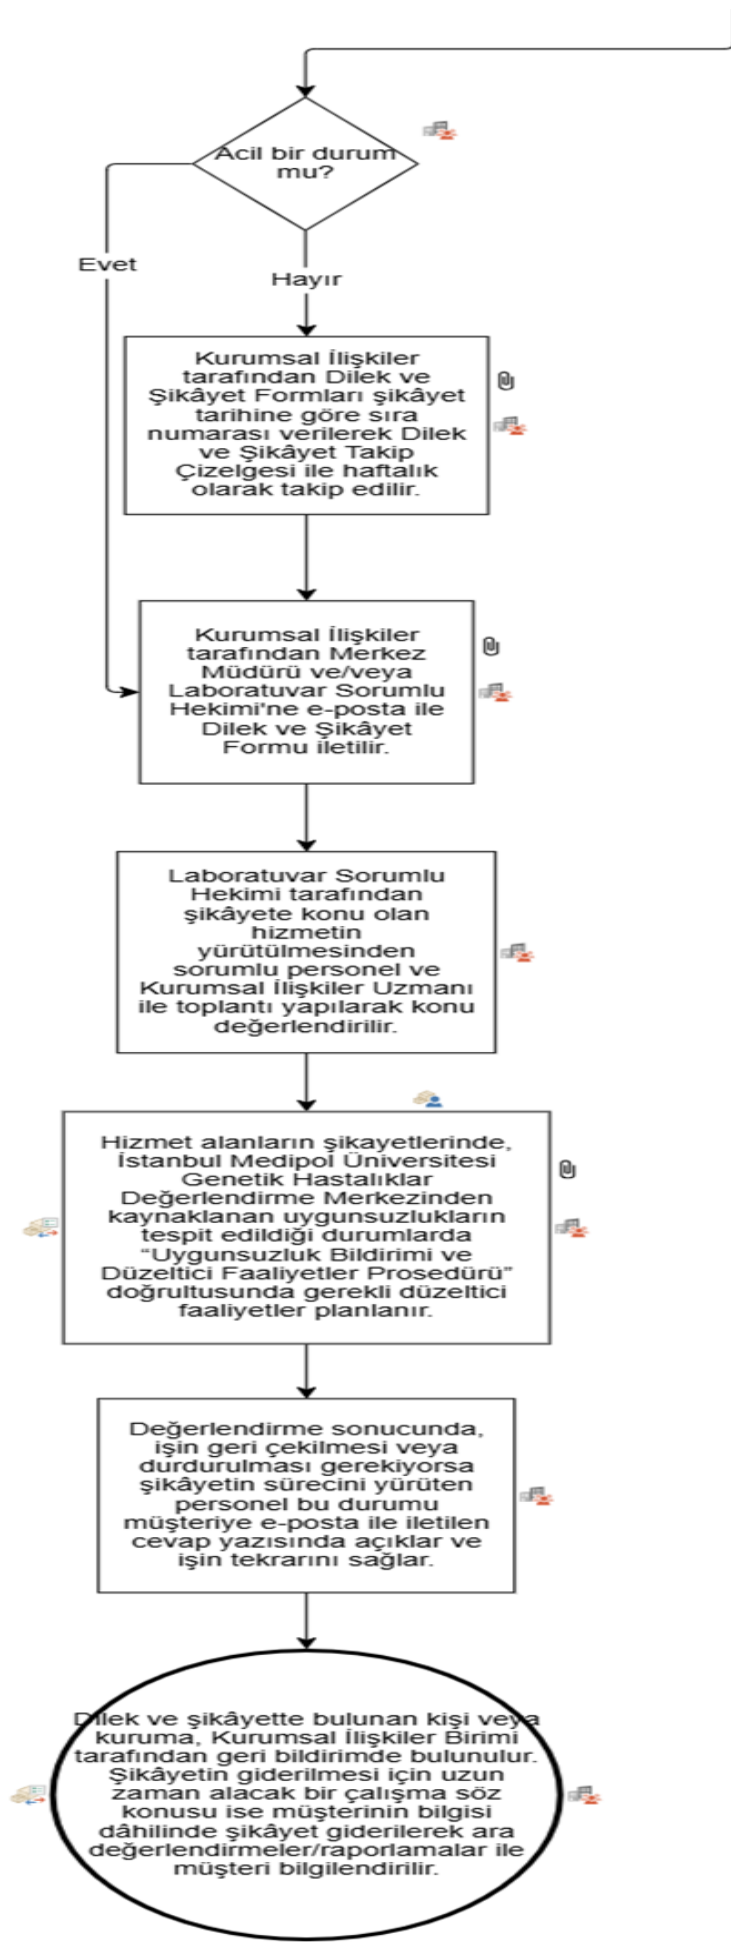 Acil bir durum
mu?
Evet
Hayır
Kurumsal İlişkiler
tarafından Dilek ve
Şikâyet Formları şikâyet
tarihine göre sıra
numarası verilerek Dilek
ve Şikâyet Takip
Çizelgesi ile haftalık
olarak takip edilir.
Kurumsal İlişkiler
tarafından Merkez
Müdürü ve/veya
Laboratuvar Sorumlu
Hekimi'ne e-posta ile
Dilek ve Şikâyet
Formu iletilir.
Laboratuvar Sorumlu
Hekimi tarafından
şikâyete konu olan
hizmetin
yürütülmesinden
sorumlu personel ve
Kurumsal İlişkiler Uzmanı
ile toplantı yapılarak konu
değerlendirilir.
Hizmet alanların şikayetlerinde,
İstanbul Medipol Üniversitesi
Genetik Hastalıklar
Değerlendirme Merkezinden
kaynaklanan uygunsuzlukların
tespit edildiği durumlarda
“Uygunsuzluk Bildirimi ve
Düzeltici Faaliyetler Prosedürü”
doğrultusunda gerekli düzeltici
faaliyetler planlanır.
Değerlendirme sonucunda,
işin geri çekilmesi veya
durdurulması gerekiyorsa
şikâyetin sürecini yürüten
personel bu durumu
müşteriye e-posta ile iletilen
cevap yazısında açıklar ve
işin tekrarını sağlar.
Dilek ve şikâyette bulunan kişi veya
kuruma, Kurumsal İlişkiler Birimi
tarafından geri bildirimde bulunulur.
Şikâyetin giderilmesi için uzun
zaman alacak bir çalışma söz
konusu ise müşterinin bilgisi
dâhilinde şikâyet giderilerek ara
değerlendirmeler/raporlamalar ile
müşteri bilgilendirilir.